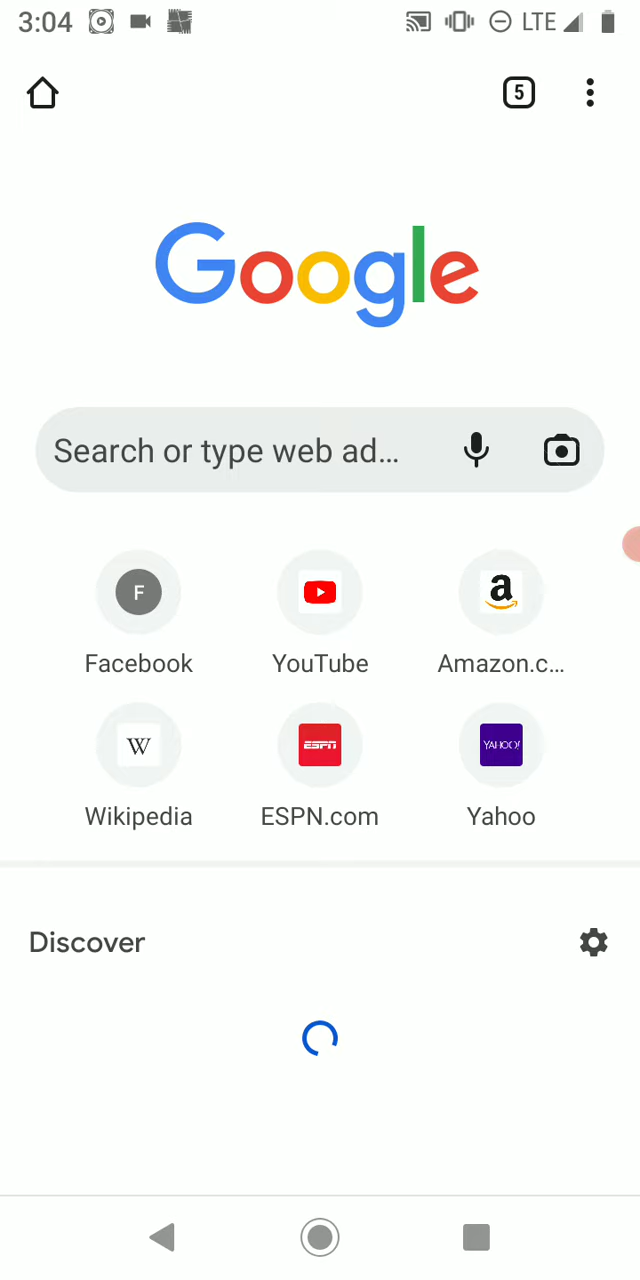 3:04 LTE
5
Google
Search or type web ad...
F
a
Facebook YouTube Amazon.c...
W ESPN YAHOO!
Wikipedia ESPN.com Yahoo
Discover